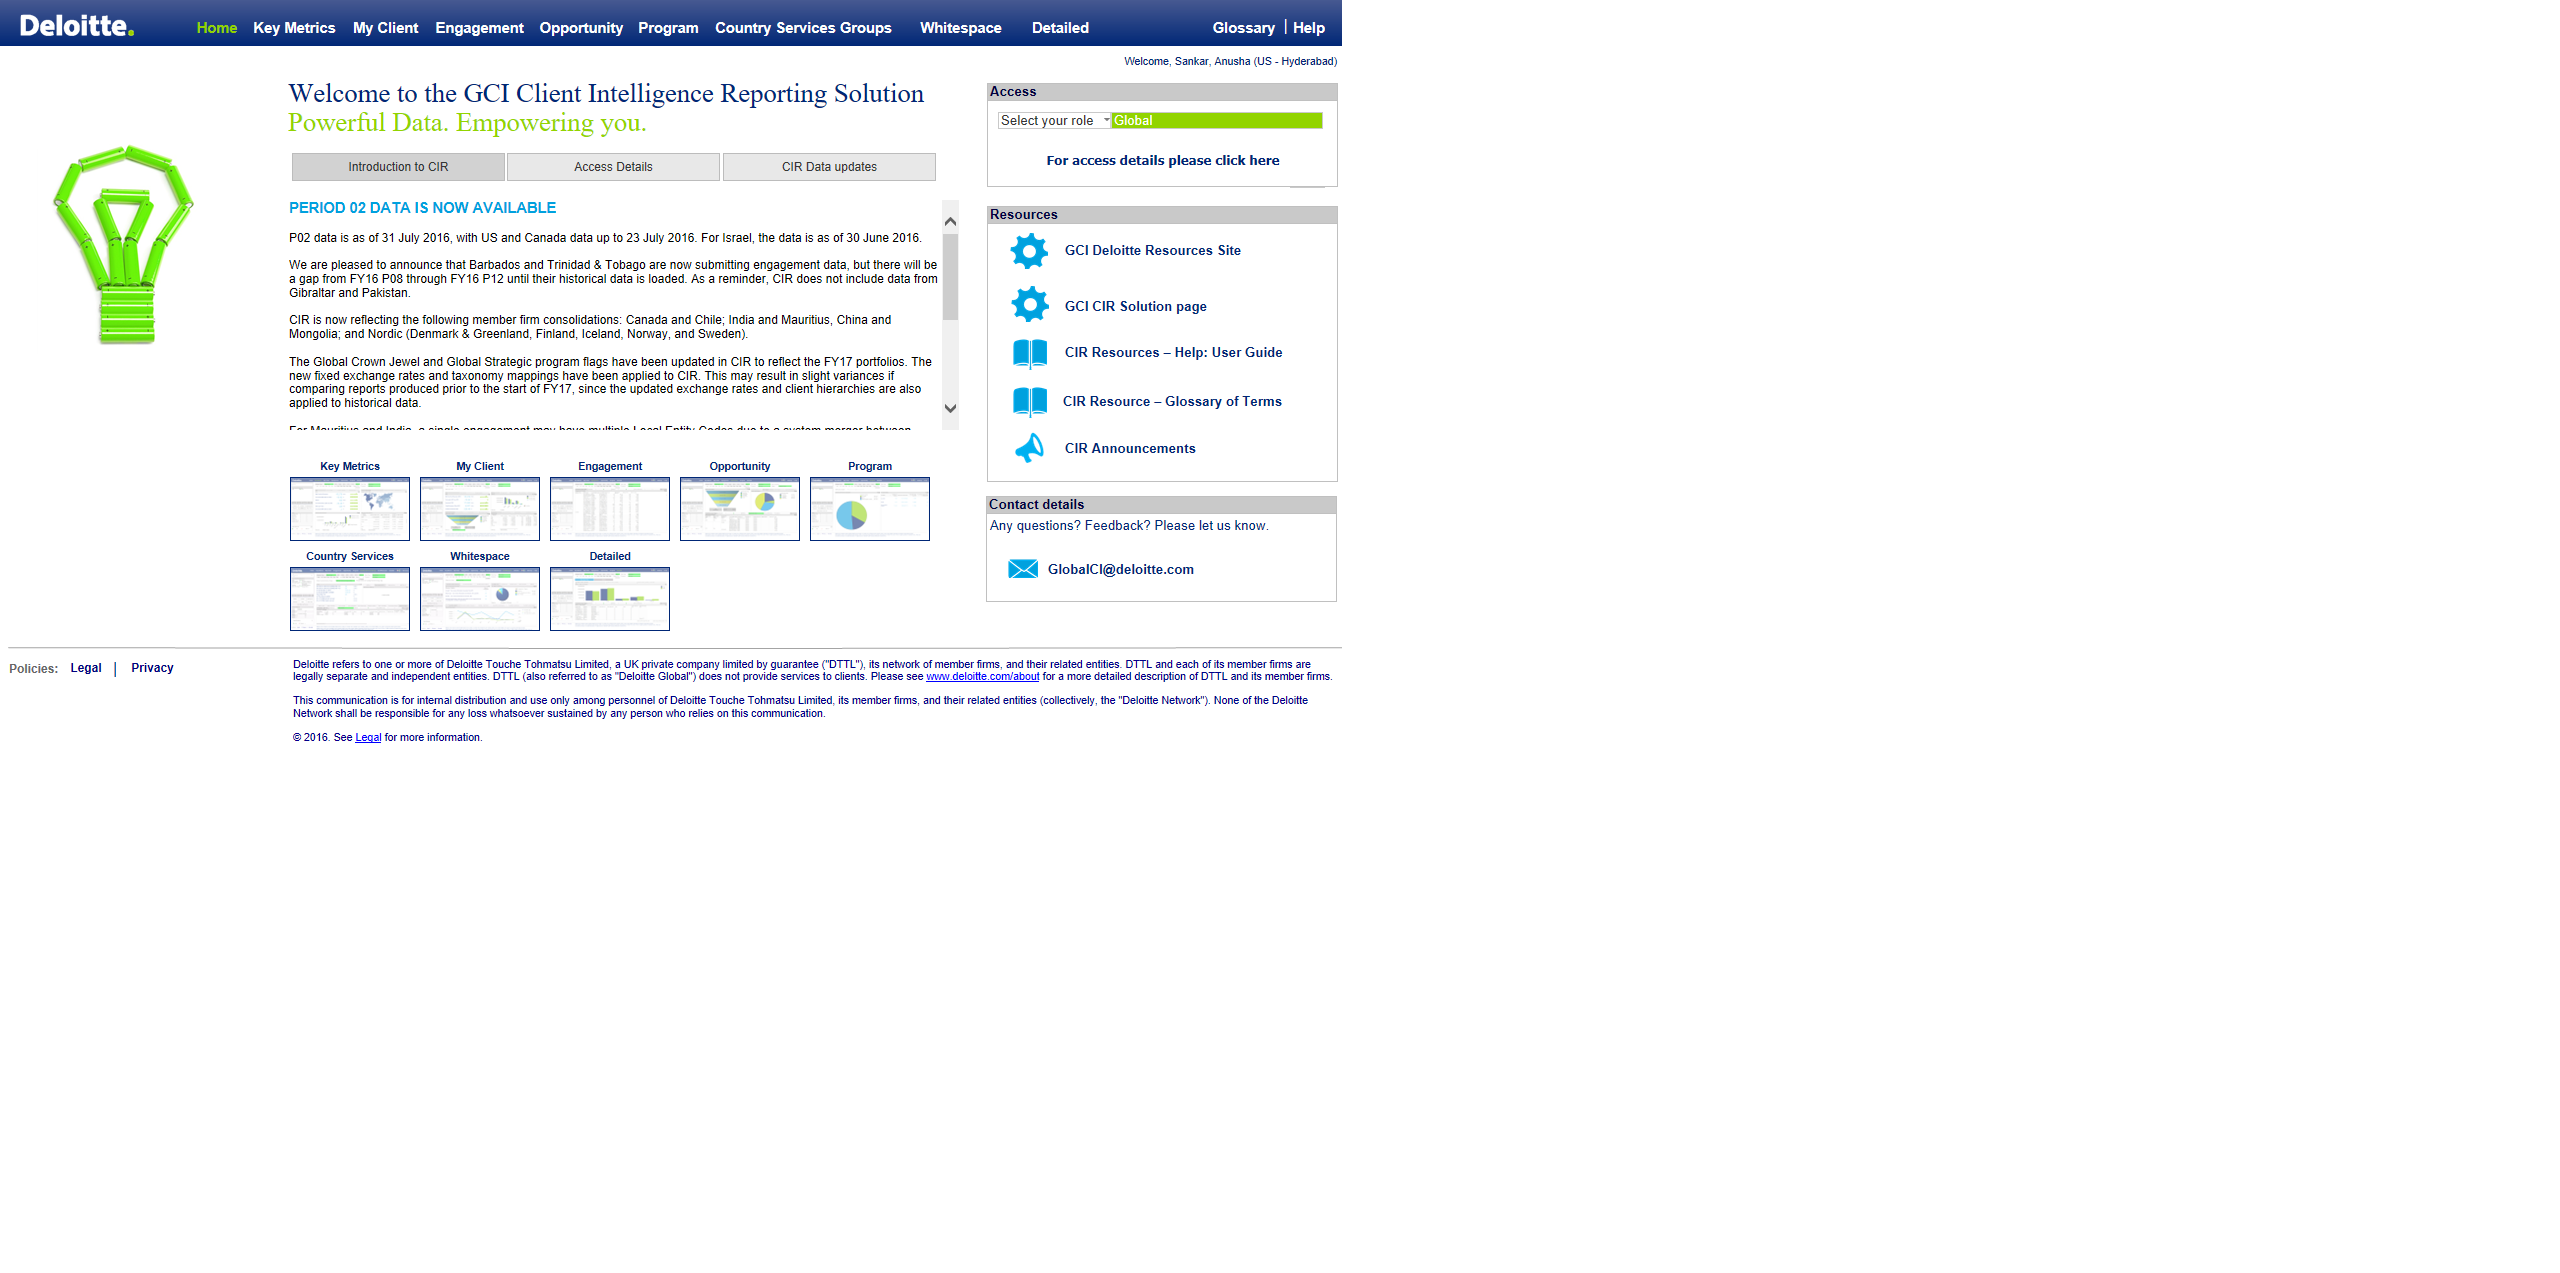 Deloitte.
Home Key Metrics My Client Engagement Opportunity Program Country Services Groups Whitespace Detailed Glossary | Help
Welcome, Sankar, Anusha (US - Hyderabad)
Welcome to the GCI Client Intelligence Reporting Solution
Powerful Data. Empowering you.
Introduction to CIR Access Details CIR Data updates
PERIOD 02 DATA IS NOW AVAILABLE
P02 data is as of 31 July 2016, with US and Canada data up to 23 July 2016. For Israel, the data is as of 30 June 2016.
We are pleased to announce that Barbados and Trinidad & Tobago are now submitting engagement data, but there will be
a gap from FY16 P08 through FY16 P12 until their historical data is loaded. As a reminder, CIR does not include data from
Gibraltar and Pakistan.
CIR is now reflecting the following member firm consolidations: Canada and Chile; India and Mauritius, China and
Mongolia; and Nordic (Denmark & Greenland, Finland, Iceland, Norway, and Sweden).
The Global Crown Jewel and Global Strategic program flags have been updated in CIR to reflect the FY17 portfolios. The
new fixed exchange rates and taxonomy mappings have been applied to CIR. This may result in slight variances if
comparing reports produced prior to the start of FY17, since the updated exchange rates and client hierarchies are also
applied to historical data.
For Mauritius and India, a single engagement may have multiple Local Entity Codes due to a system merger between
Key Metrics My Client Engagement Opportunity Program
Country Services Whitespace Detailed
Access
Select your role Global
For access details please click here
Resources
GCI Deloitte Resources Site
GCI CIR Solution page
CIR Resources – Help: User Guide
CIR Resource – Glossary of Terms
CIR Announcements
Contact details
Any questions? Feedback? Please let us know.
GlobalCI@deloitte.com
Policies: Legal | Privacy
Deloitte refers to one or more of Deloitte Touche Tohmatsu Limited, a UK private company limited by guarantee ("DTTL"), its network of member firms, and their related entities. DTTL and each of its member firms are
legally separate and independent entities. DTTL (also referred to as "Deloitte Global") does not provide services to clients. Please see www.deloitte.com/about for a more detailed description of DTTL and its member firms.
This communication is for internal distribution and use only among personnel of Deloitte Touche Tohmatsu Limited, its member firms, and their related entities (collectively, the "Deloitte Network"). None of the Deloitte
Network shall be responsible for any loss whatsoever sustained by any person who relies on this communication.
© 2016. See Legal for more information.